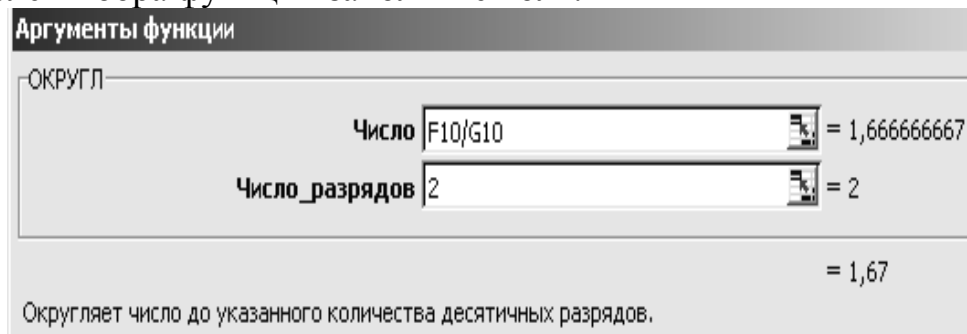 Аргументы функции
ОКРУГЛ
Число F10/G10 = 1,666666667
Число_разрядов 2 = 2
= 1,67
Округляет число до указанного количества десятичных разрядов.